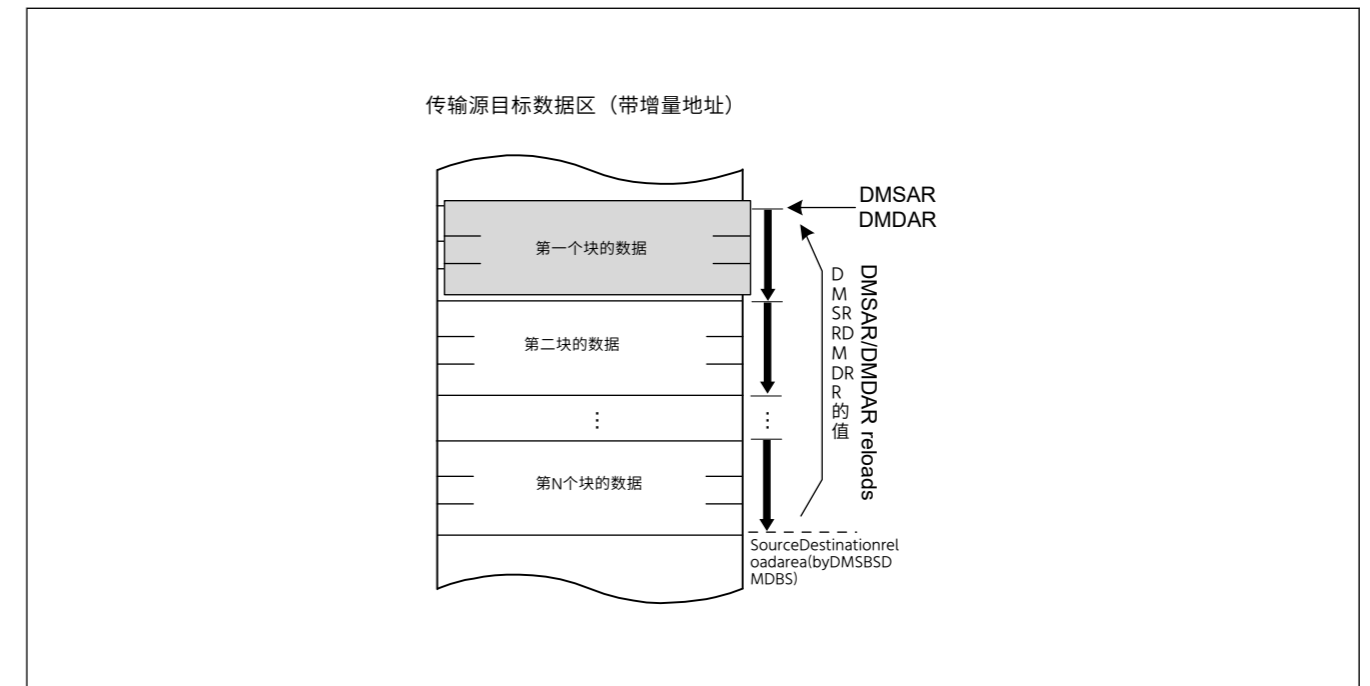 传输源目标数据区（带增量地址）
DMSAR
DMDAR
第一个块的数据
D
M
SR
RD
M
DR
R
的
值
DMSAR/DMDAR reloads
第二块的数据
⋮
⋮
第N个块的数据
SourceDestinationrel
oadarea(byDMSBSD
MDBS)